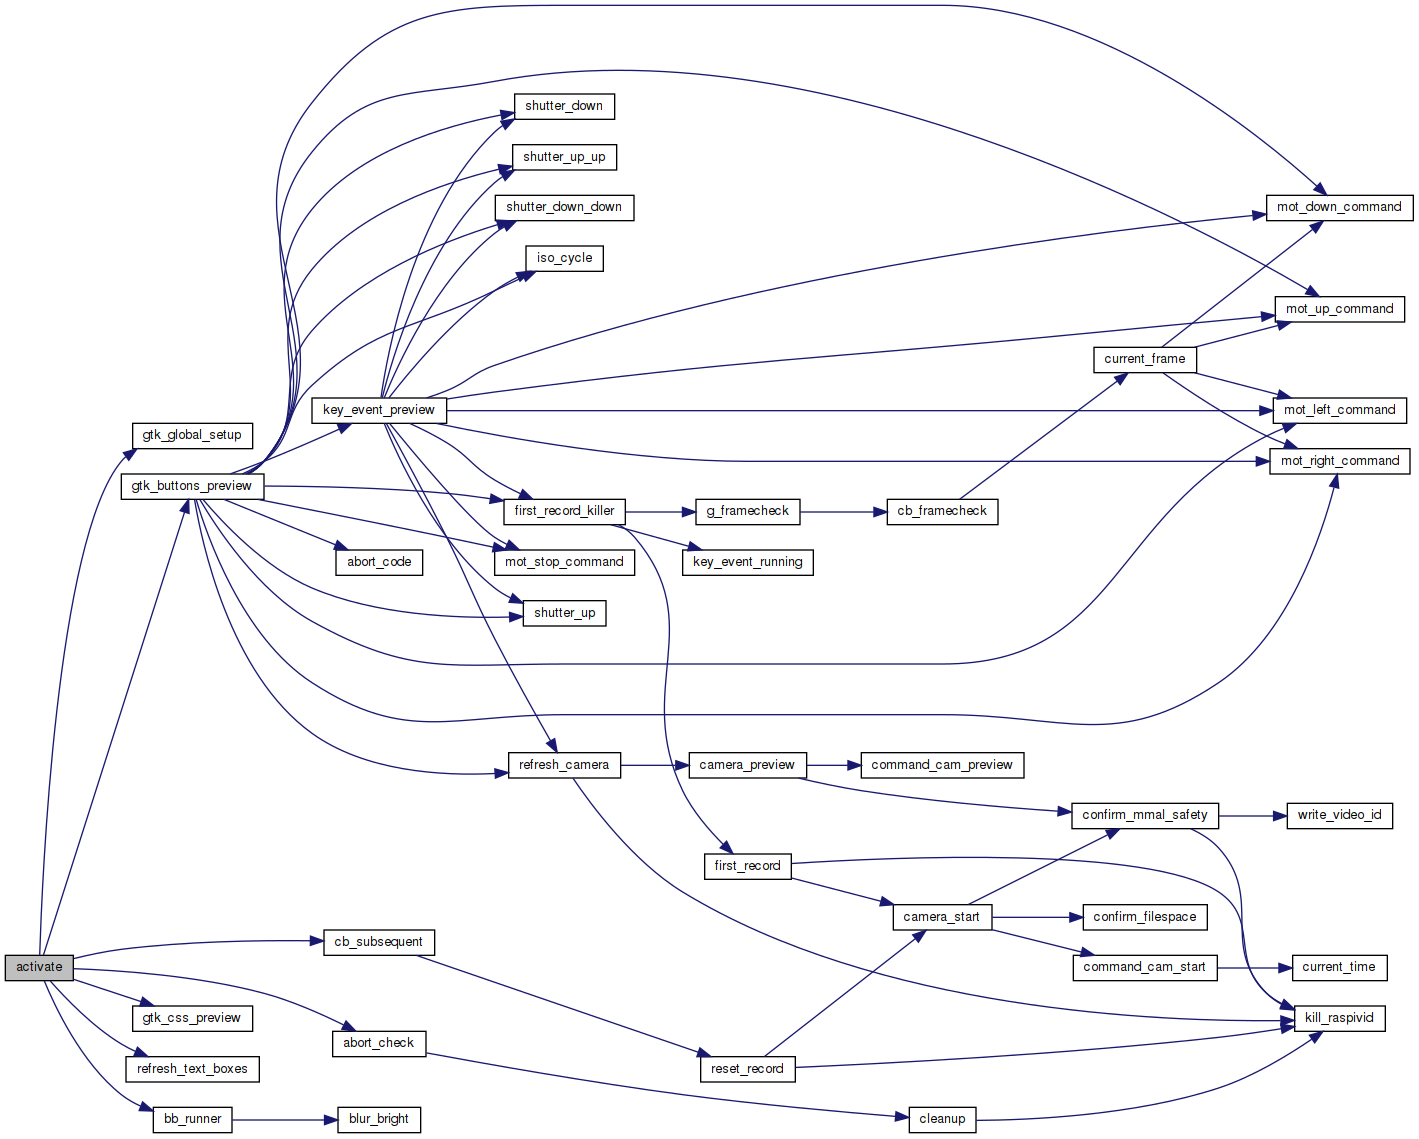 shutter_down
shutter_up_up
shutter_down_down
mot_down_command
iso_cycle
mot_up_command
current_frame
key_event_preview
mot_left_command
gtk_global_setup
mot_right_command
gtk_buttons_preview
first_record_killer
g_framecheck
cb_framecheck
abort_code
mot_stop_command
key_event_running
shutter_up
refresh_camera
camera_preview
command_cam_preview
confirm_mmal_safety
write_video_id
first_record
camera_start
confirm_filespace
cb_subsequent
activate
command_cam_start
current_time
gtk_css_preview
kill_raspivid
abort_check
refresh_text_boxes
reset_record
bb_runner
blur_bright
cleanup